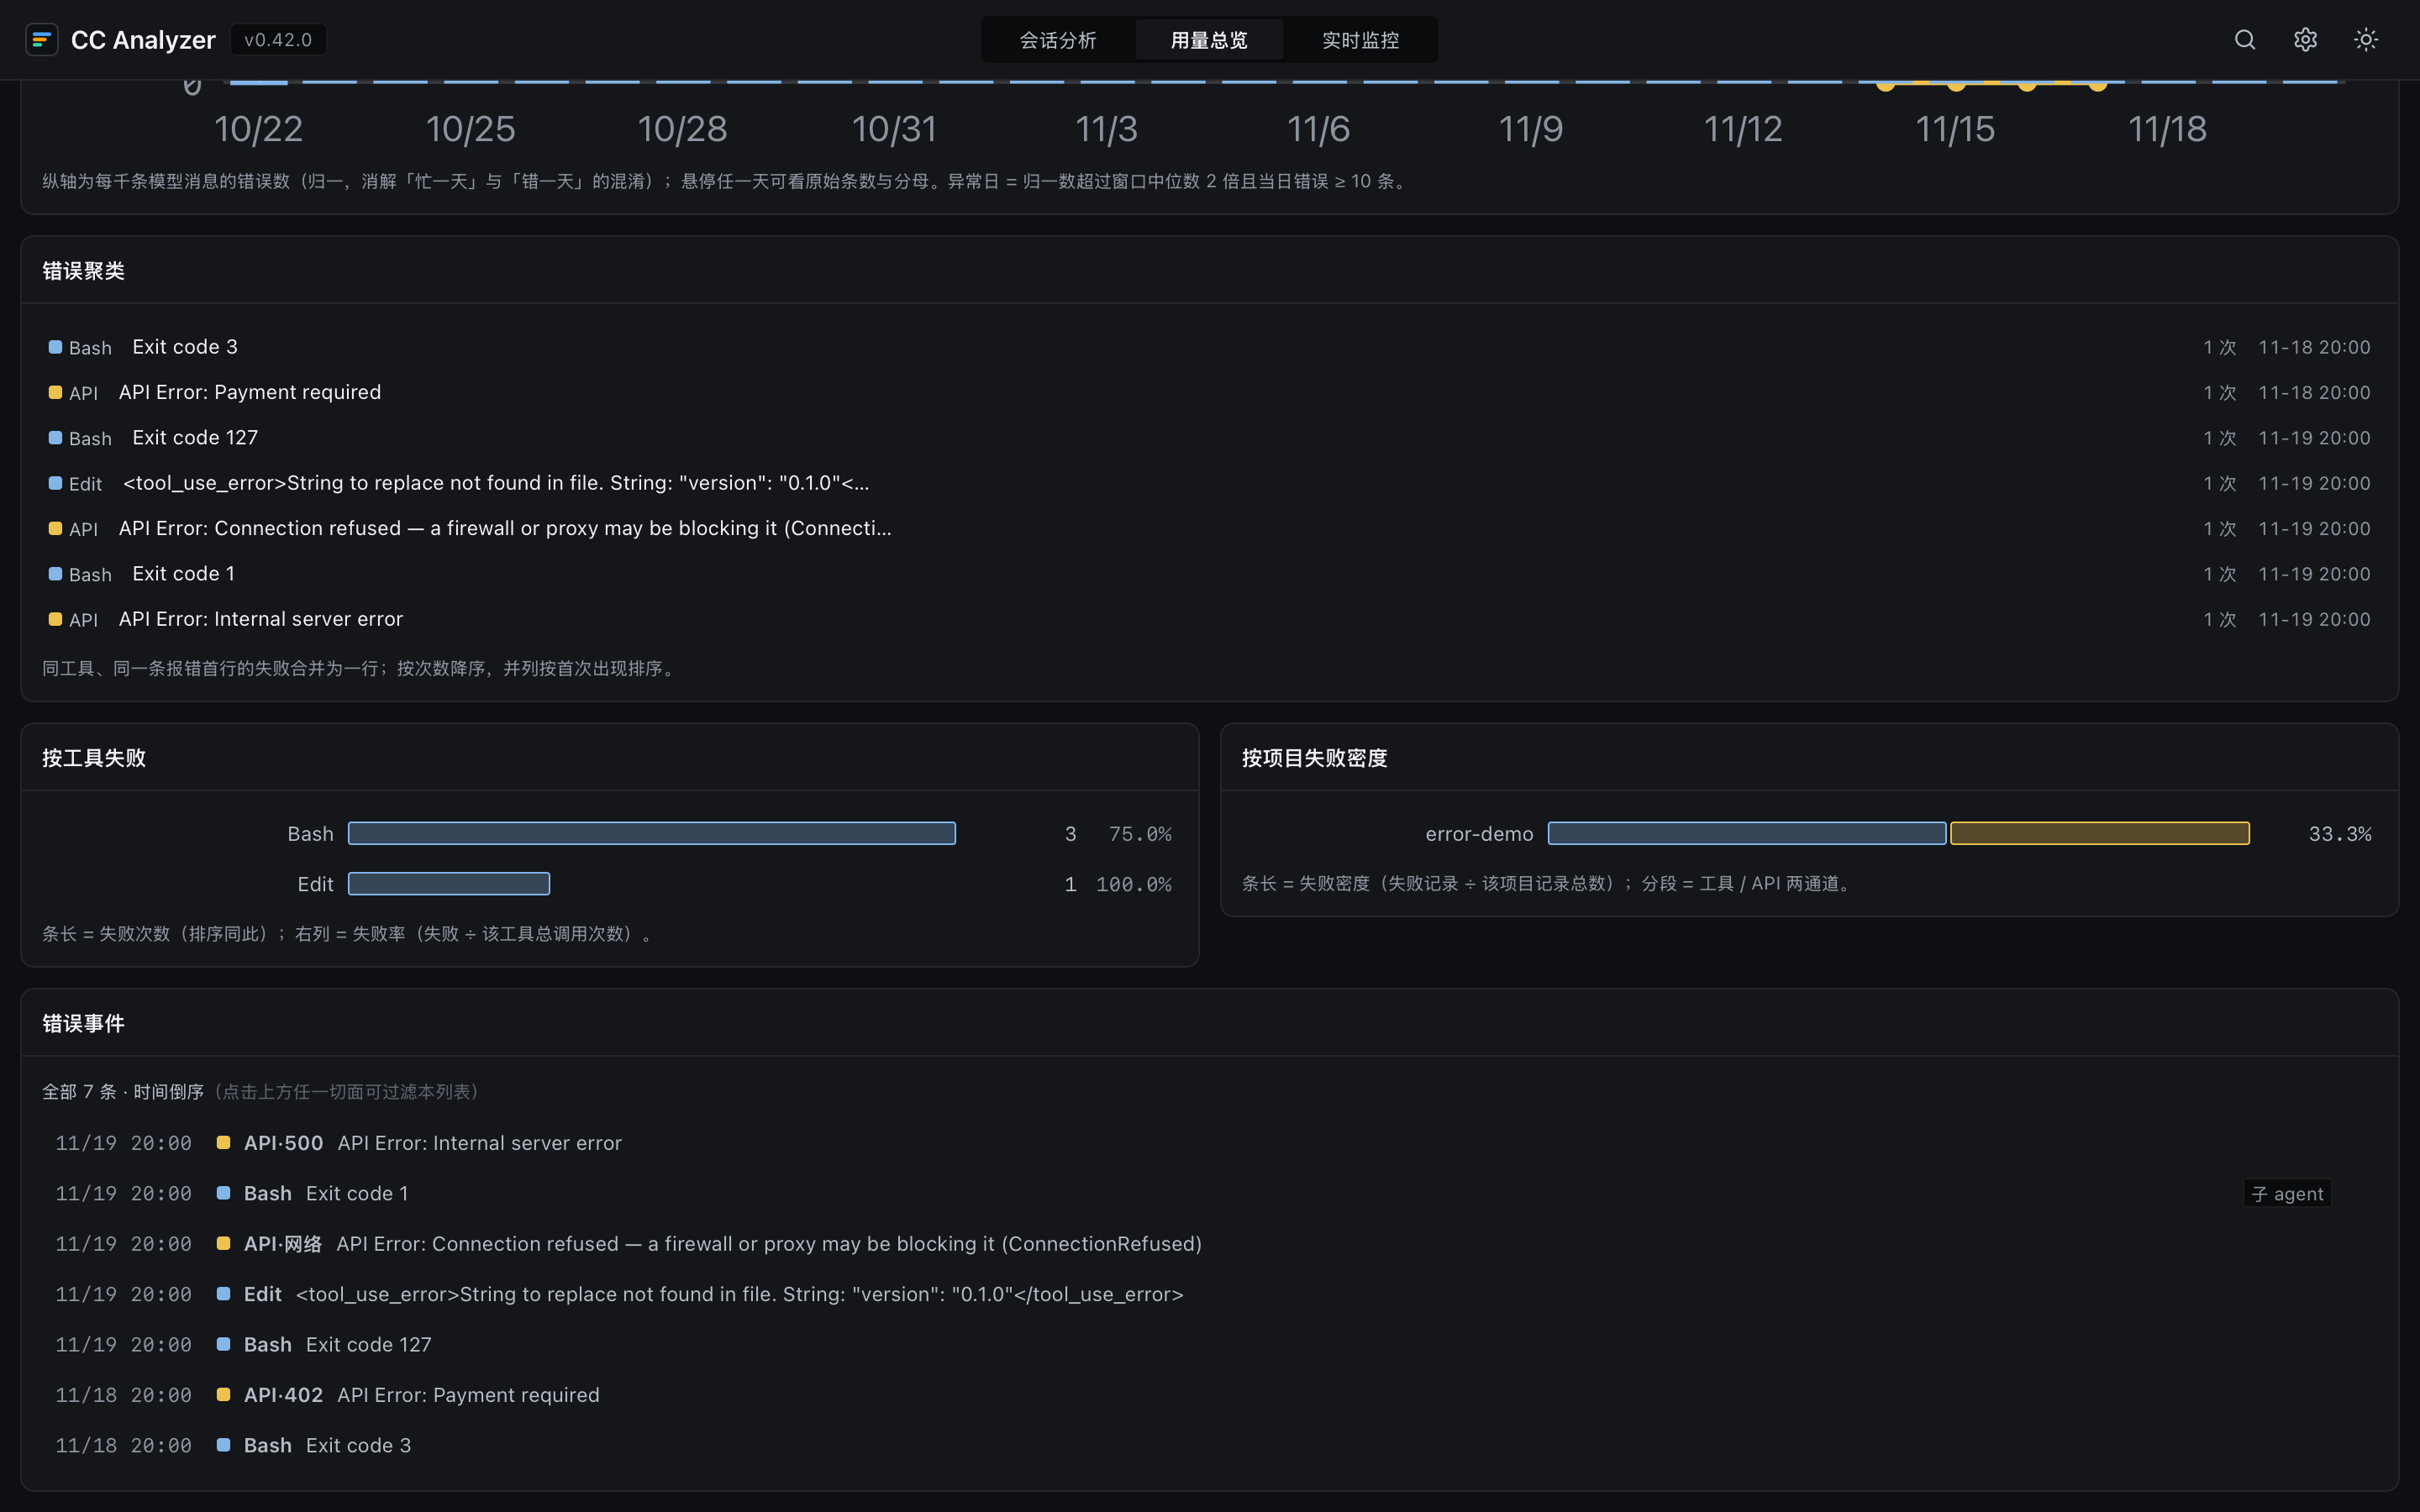 CC Analyzer v0.42.0 会话分析 用量总览 实时监控
0
10/22 10/25 10/28 10/31 11/3 11/6 11/9 11/12 11/15 11/18
纵轴为每千条模型消息的错误数（归一，消解「忙一天」与「错一天」的混淆）；悬停任一天可看原始条数与分母。异常日 = 归一数超过窗口中位数 2 倍且当日错误 ≥ 10 条。
错误聚类
Bash Exit code 3 1 次 11-18 20:00
API API Error: Payment required 1 次 11-18 20:00
Bash Exit code 127 1 次 11-19 20:00
Edit <tool_use_error>String to replace not found in file. String: "version": "0.1.0"<... 1 次 11-19 20:00
API API Error: Connection refused — a firewall or proxy may be blocking it (Connecti... 1 次 11-19 20:00
Bash Exit code 1 1 次 11-19 20:00
API API Error: Internal server error 1 次 11-19 20:00
同工具、同一条报错首行的失败合并为一行；按次数降序，并列按首次出现排序。
按工具失败
Bash 3 75.0%
Edit 1 100.0%
条长 = 失败次数（排序同此）；右列 = 失败率（失败 ÷ 该工具总调用次数）。
按项目失败密度
error-demo 33.3%
条长 = 失败密度（失败记录 ÷ 该项目记录总数）；分段 = 工具 / API 两通道。
错误事件
全部 7 条 · 时间倒序（点击上方任一切面可过滤本列表）
11/19 20:00 API·500 API Error: Internal server error
11/19 20:00 Bash Exit code 1 子 agent
11/19 20:00 API·网络 API Error: Connection refused — a firewall or proxy may be blocking it (ConnectionRefused)
11/19 20:00 Edit <tool_use_error>String to replace not found in file. String: "version": "0.1.0"</tool_use_error>
11/19 20:00 Bash Exit code 127
11/18 20:00 API·402 API Error: Payment required
11/18 20:00 Bash Exit code 3